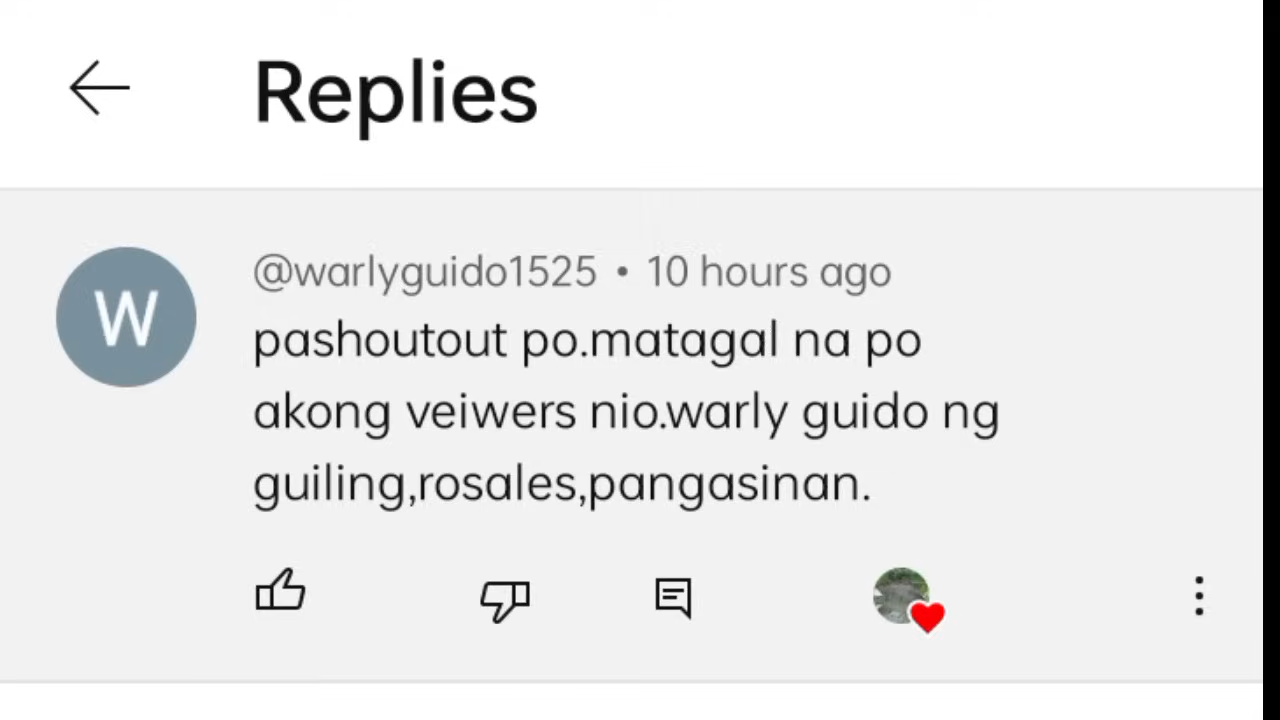 Replies
W
@warlyguido1525 • 10 hours ago
pashoutout po.matagal na po
akong veiwers nio.warly guido ng
guiling,rosales,pangasinan.